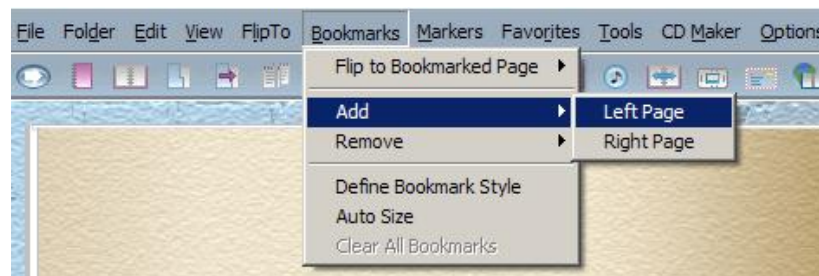 File Folder Edit View FlipTo Bookmarks Markers Favorites Tools CD Maker Options
Flip to Bookmarked Page
Add
Left Page
Remove
Right Page
Define Bookmark Style
Auto Size
Clear All Bookmarks